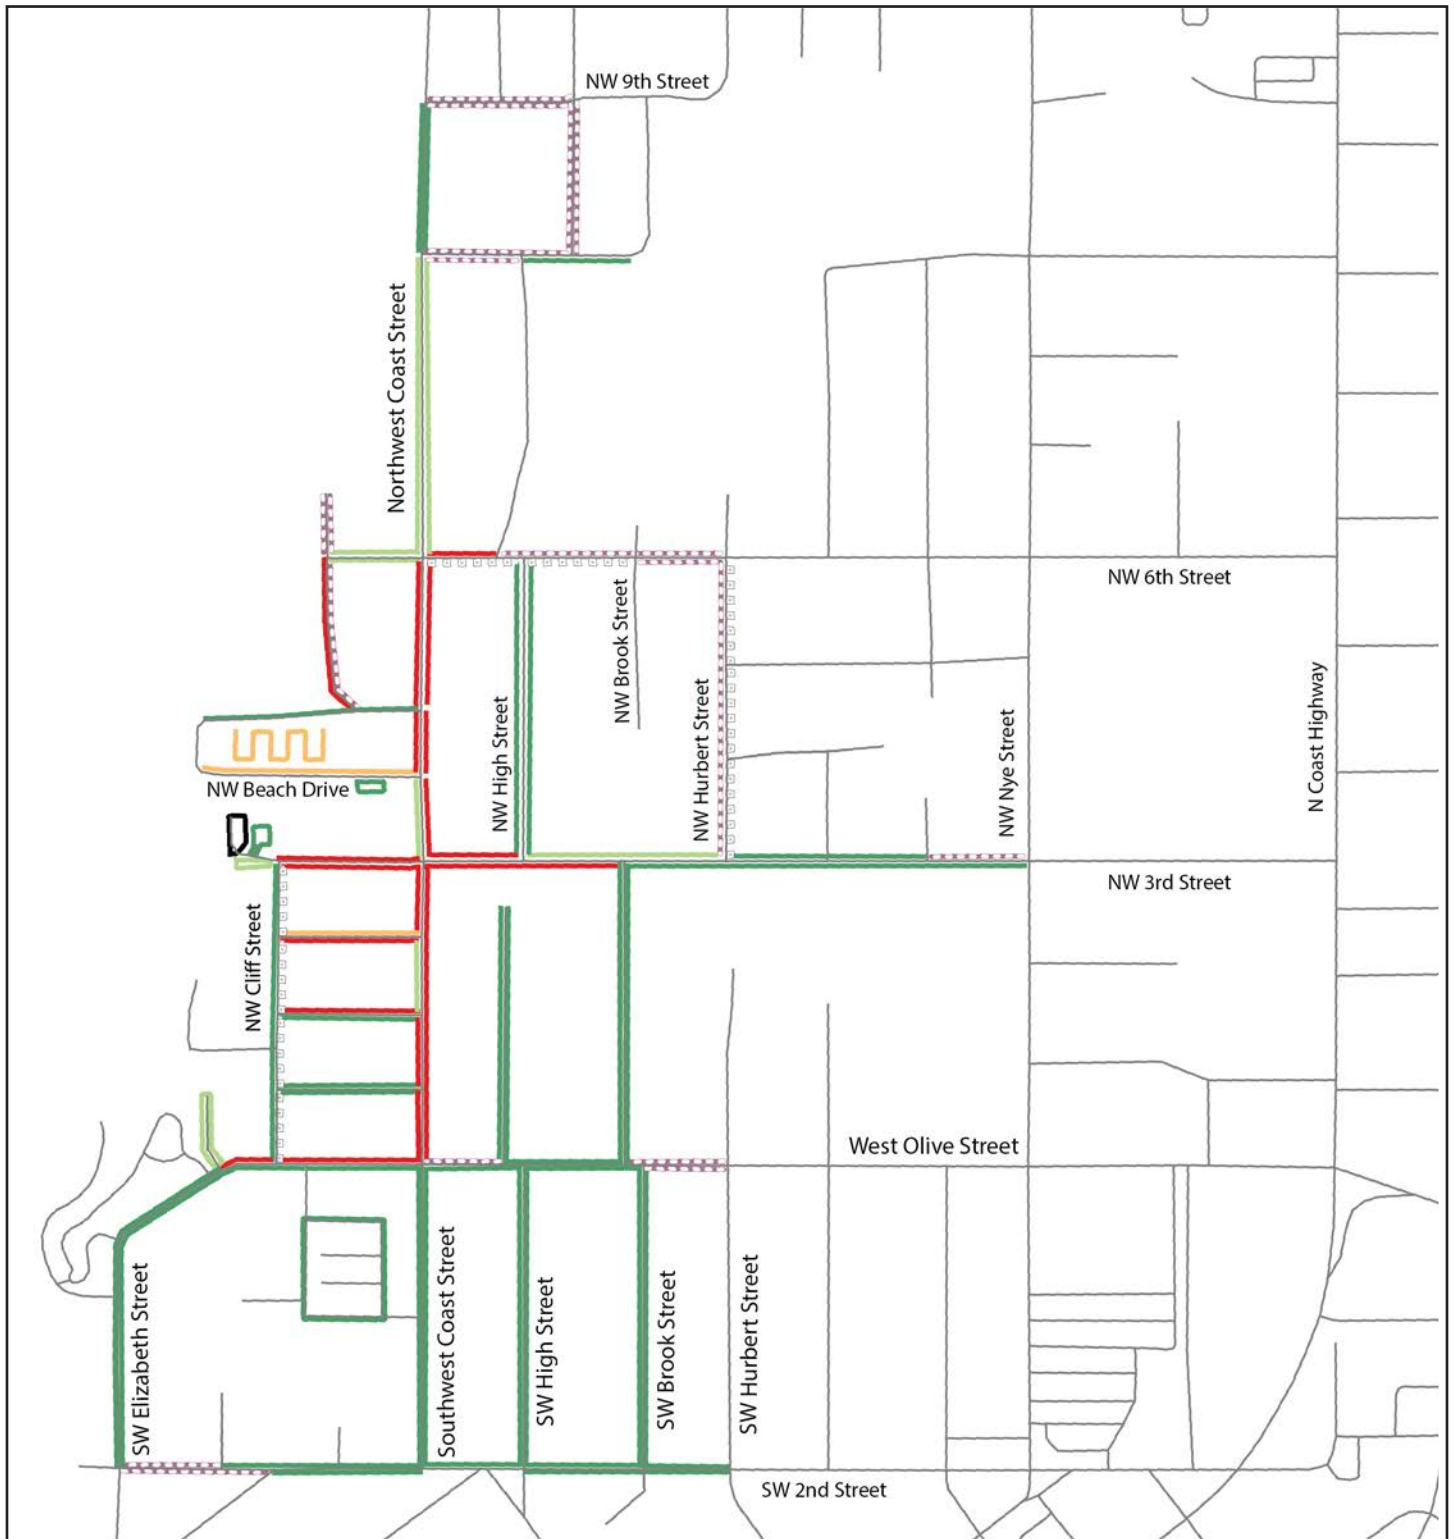 NW 9th Street
Northwest Coast Street
NW 6th Street
NW Brook Street
NW High Street
NW Hurbert Street
NW Nye Street
N Coast Highway
NW Beach Drive
NW 3rd Street
NW Cliff Street
West Olive Street
SW Elizabeth Street
Southwest Coast Street
SW High Street
SW Brook Street
SW Hurbert Street
SW 2nd Street